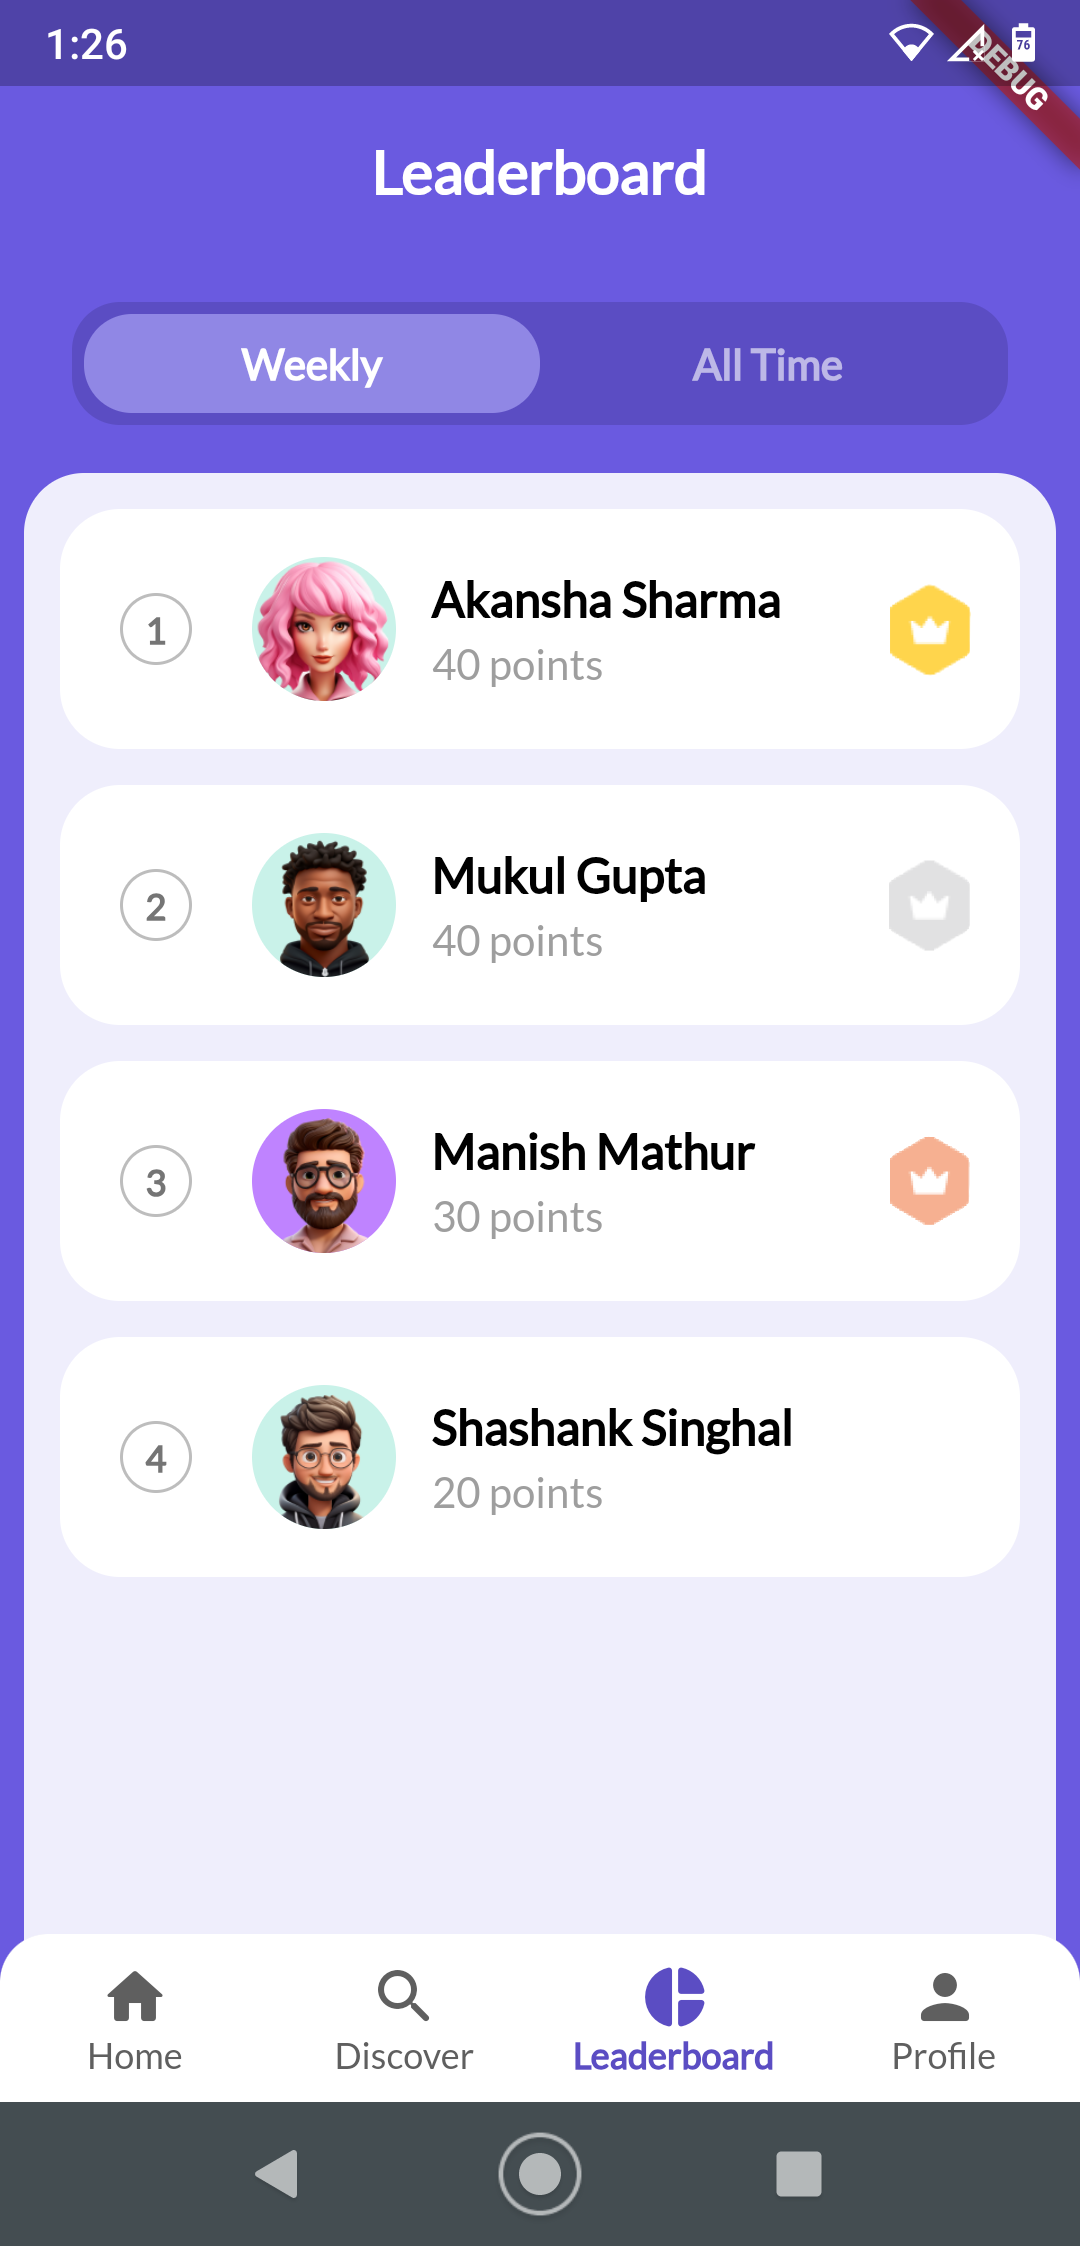 1:26
76
DEBUG
Leaderboard
Weekly
All Time
1
Akansha Sharma
40 points
2
Mukul Gupta
40 points
3
Manish Mathur
30 points
4
Shashank Singhal
20 points
Home
Discover
Leaderboard
Profile